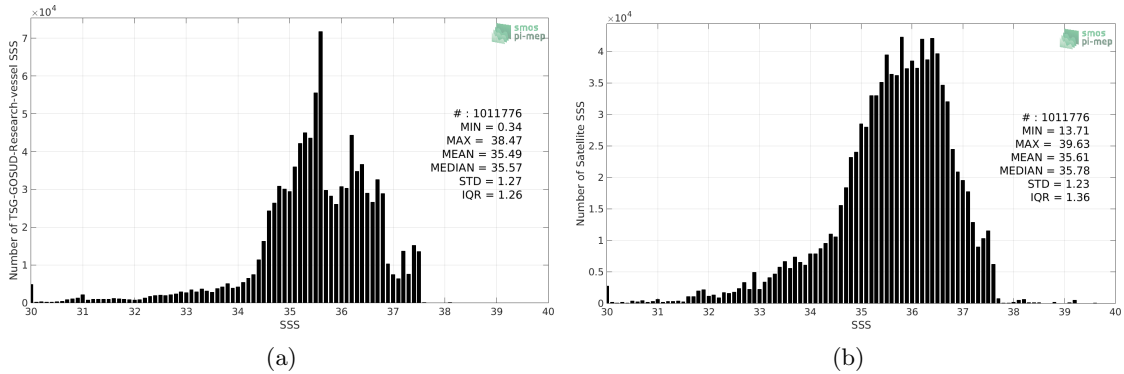 ×10⁴
smos
pi-mep
Number of TSG-GOSUD-Research-vessel SSS
7
6
5
4
3
2
1
0
# : 1011776
MIN = 0.34
MAX = 38.47
MEAN = 35.49
MEDIAN = 35.57
STD = 1.27
IQR = 1.26
30 31 32 33 34 35 36 37 38 39 40
SSS
(a)
×10⁴
smos
pi-mep
Number of Satellite SSS
4
3.5
3
2.5
2
1.5
1
0.5
0
# : 1011776
MIN = 13.71
MAX = 39.63
MEAN = 35.61
MEDIAN = 35.78
STD = 1.23
IQR = 1.36
30 31 32 33 34 35 36 37 38 39 40
SSS
(b)